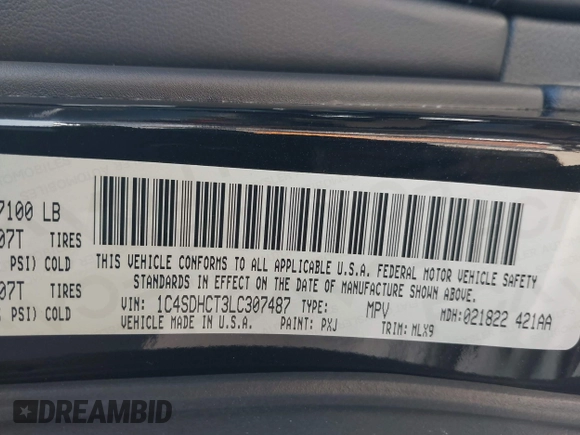 7100 LB
07T TIRES
PSI) COLD
07T TIRES
PSI) COLD
THIS VEHICLE CONFORMS TO ALL APPLICABLE U.S.A. FEDERAL MOTOR VEHICLE SAFETY
STANDARDS IN EFFECT ON THE DATE OF MANUFACTURE SHOWN ABOVE.
VIN: 1C4SDHCT3LC307487 TYPE: MPV MDH: 021822 421AA
VEHICLE MADE IN U.S.A. PAINT: PXJ TRIM: MLX9
DREAMBID